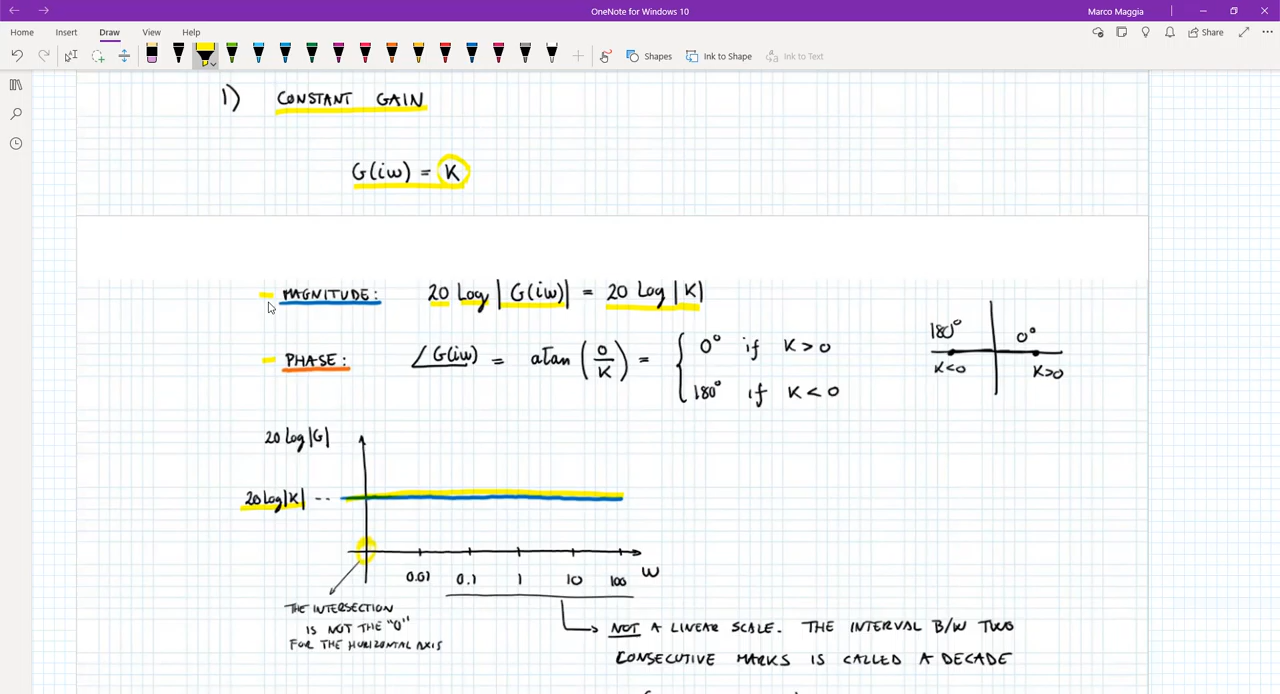 OneNote for Windows 10
Marco Maggia
Home Insert Draw View Help
Share
Shapes Ink to Shape Ink to Text
1) CONSTANT GAIN
G(iω) = K
- MAGNITUDE: 20 Log |G(iω)| = 20 Log |K|
- PHASE: ∠G(iω) = atan (0/K) = { 0° if K > 0
180° if K < 0
180° 0°
K<0 K>0
20 Log |G|
20 Log |K|
0.01 0.1 1 10 100 ω
THE INTERSECTION
IS NOT THE "0"
FOR THE HORIZONTAL AXIS
NOT A LINEAR SCALE. THE INTERVAL B/W TWO
CONSECUTIVE MARKS IS CALLED A DECADE